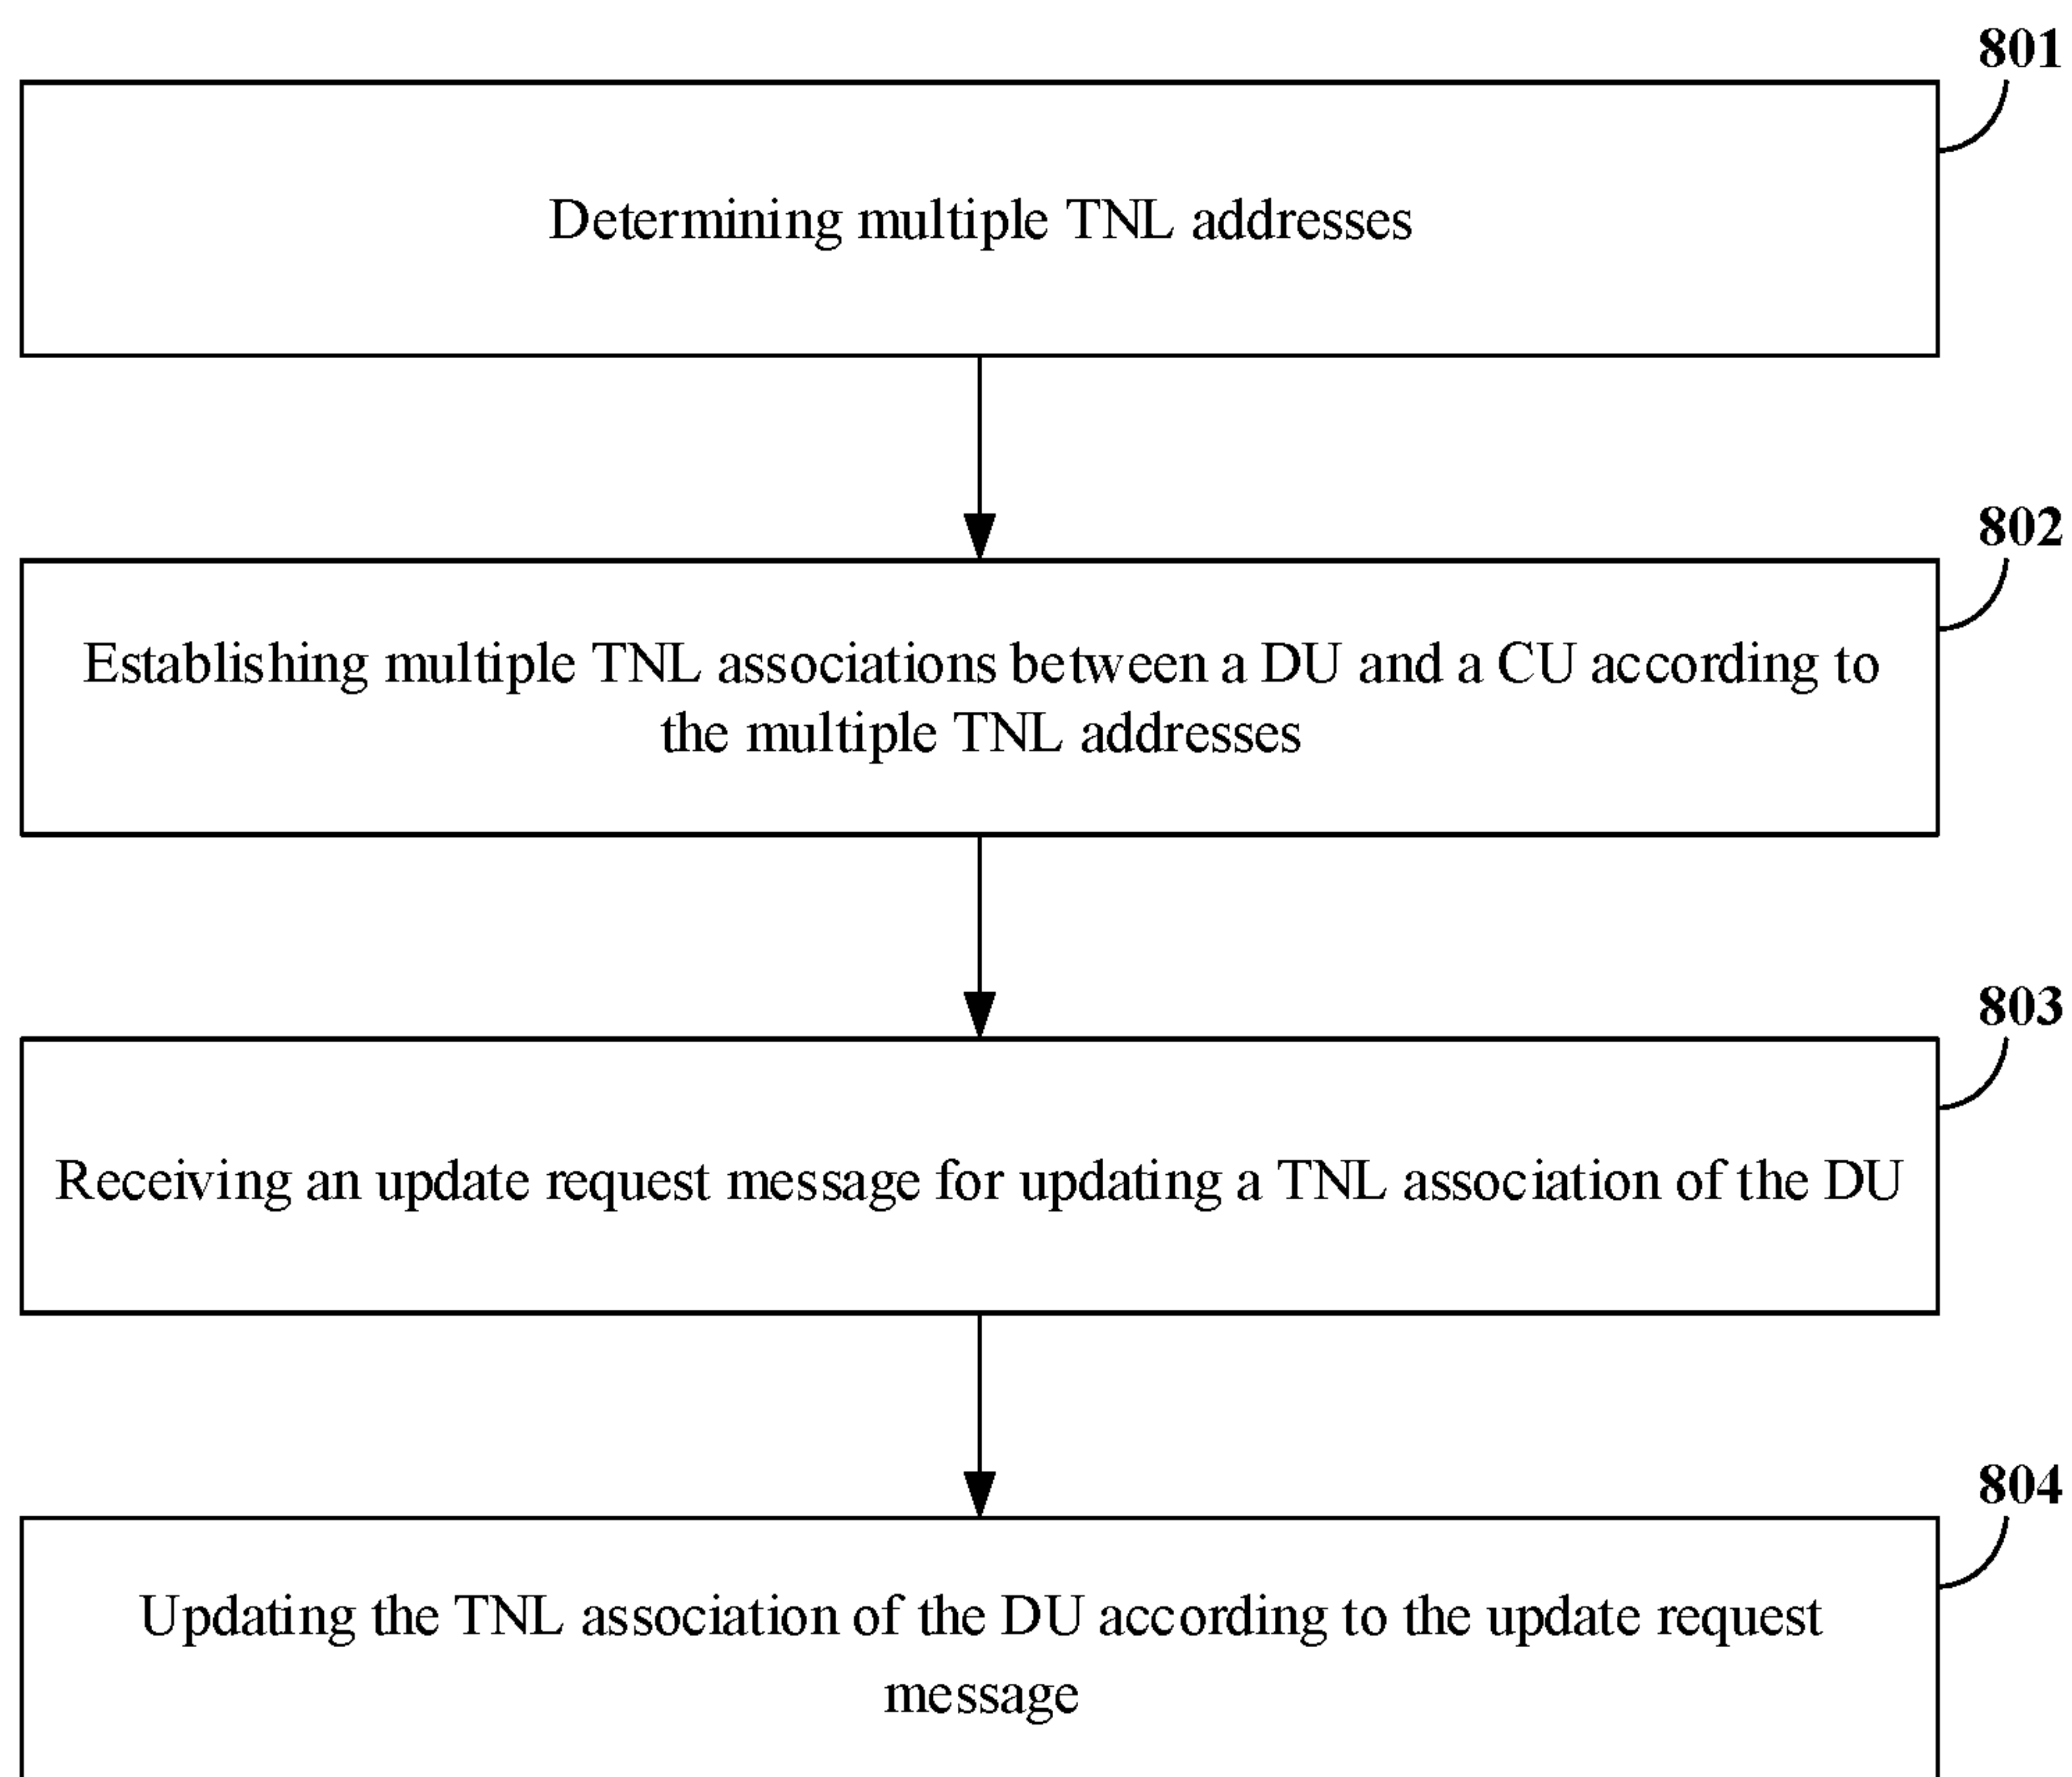 801
Determining multiple TNL addresses
802
Establishing multiple TNL associations between a DU and a CU according to
the multiple TNL addresses
803
Receiving an update request message for updating a TNL association of the DU
804
Updating the TNL association of the DU according to the update request
message